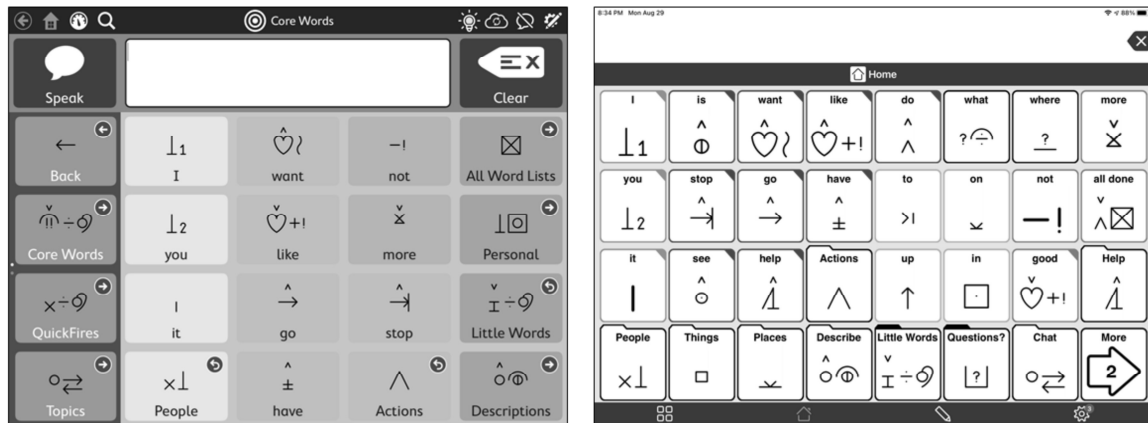 Core Words
Speak
Clear
Back
I
want
not
All Word Lists
Core Words
you
like
more
Personal
QuickFires
it
go
stop
Little Words
Topics
People
have
Actions
Descriptions
8:34 PM Mon Aug 29
88%
Home
I is want like do what where more
you stop go have to on not all done
it see help Actions up in good Help
People Things Places Describe Little Words Questions? Chat More
2